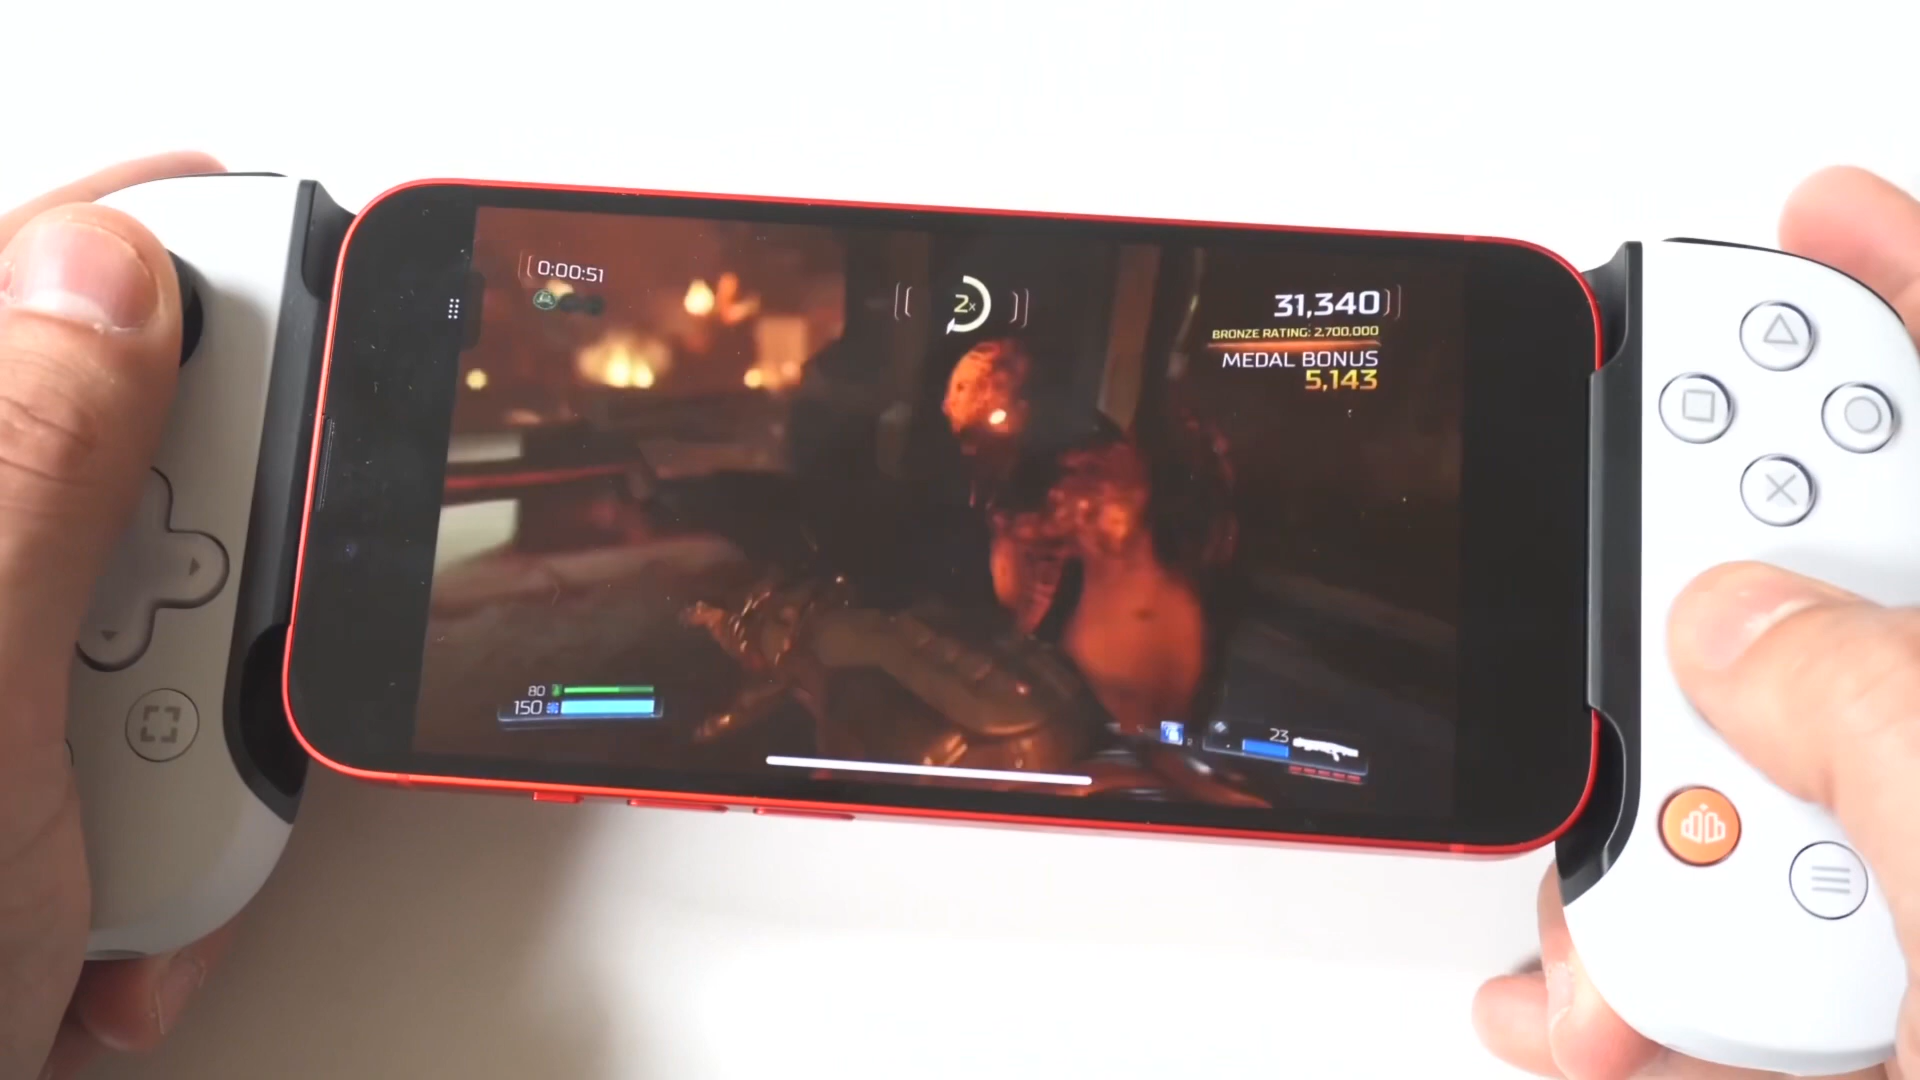 0:00:51
2x
31,340
BRONZE RATING: 2,700,000
MEDAL BONUS
5,143
80
150
23